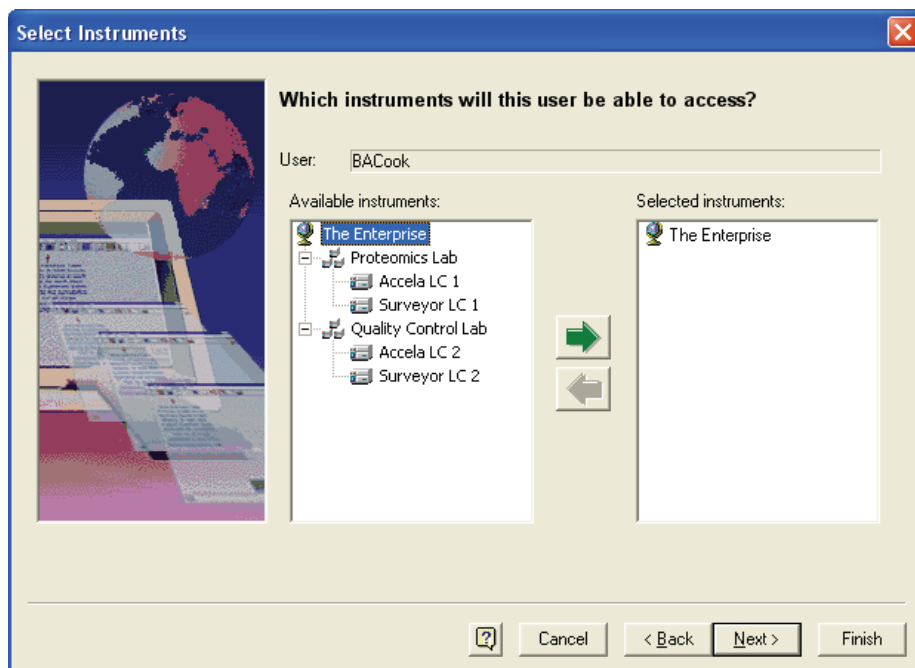 Select Instruments
Which instruments will this user be able to access?
User: BACook
Available instruments:
The Enterprise
Proteomics Lab
Accela LC 1
Surveyor LC 1
Quality Control Lab
Accela LC 2
Surveyor LC 2
Selected instruments:
The Enterprise
? Cancel < Back Next > Finish